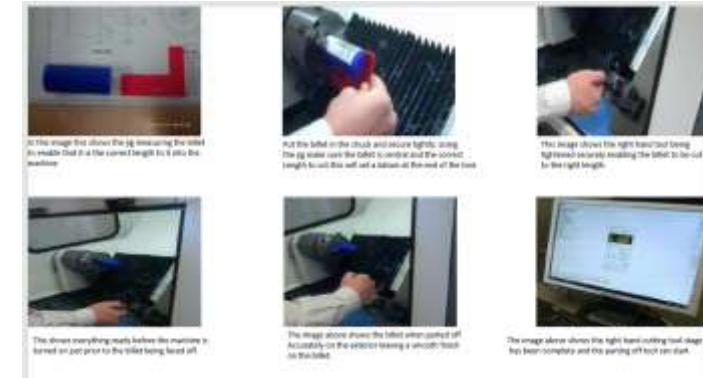 In this image this shows the jig measuring the billet
to enable that it is the correct length to fit into the
machine
Put the billet in the chuck and secure tightly. Using
the jig make sure the billet is central and the correct
Length to cut this will set a datum at the end of the tool.
This image shows the right hand tool being
tightened securely enabling the billet to be cut
to the right length.
This shows everything ready before the machine is
turned on just prior to the billet being faced off.
The image above shows the billet when parted off
Accurately on the exterior leaving a smooth finish
on the billet.
The image above shows the right hand cutting tool stage
has been complete and the parting off tool can start.